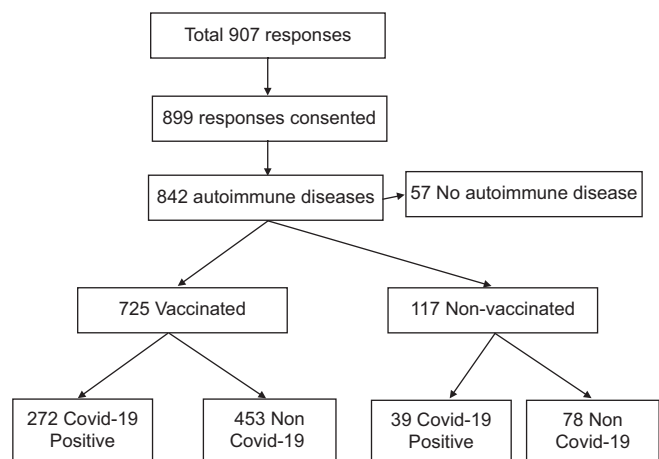 Total 907 responses
899 responses consented
842 autoimmune diseases
57 No autoimmune disease
725 Vaccinated
117 Non-vaccinated
272 Covid-19
Positive
453 Non
Covid-19
39 Covid-19
Positive
78 Non
Covid-19